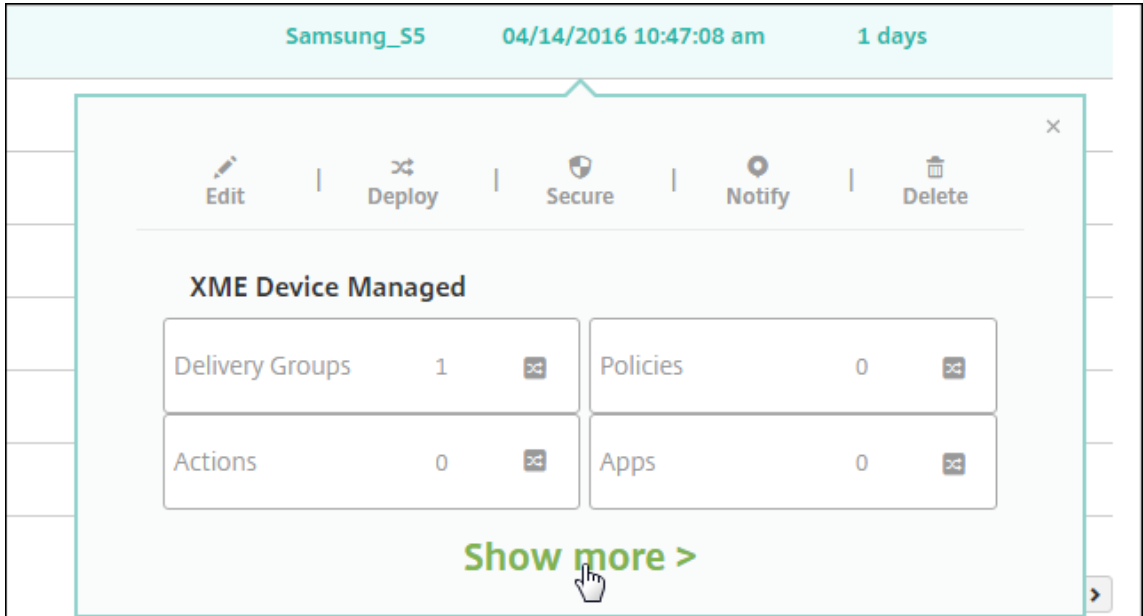 Samsung_S5 04/14/2016 10:47:08 am 1 days
×
Edit | Deploy | Secure | Notify | Delete
XME Device Managed
Delivery Groups 1 Policies 0
Actions 0 Apps 0
Show more >
>